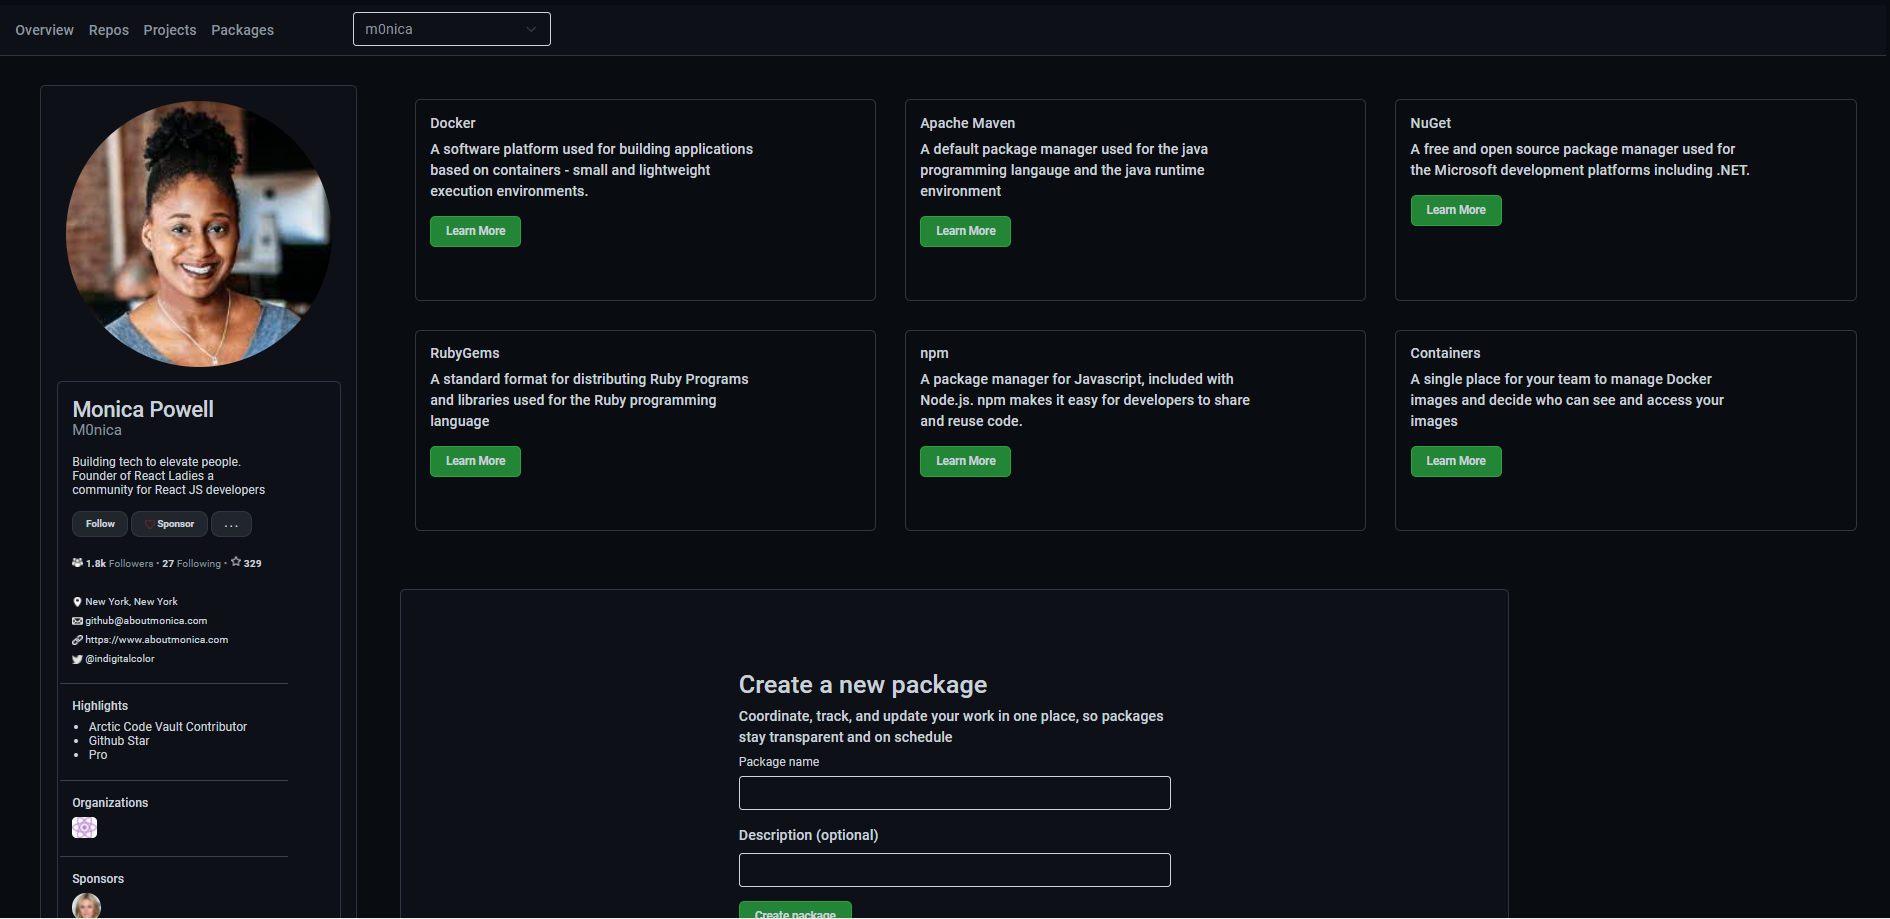 Overview Repos Projects Packages
m0nica
Monica Powell
M0nica
Building tech to elevate people.
Founder of React Ladies a
community for React JS developers
Follow
Sponsor
...
1.8k Followers · 27 Following · 329
New York, New York
github@aboutmonica.com
https://www.aboutmonica.com
@indigitalcolor
Highlights
• Arctic Code Vault Contributor
• Github Star
• Pro
Organizations
Sponsors
Docker
A software platform used for building applications
based on containers - small and lightweight
execution environments.
Learn More
Apache Maven
A default package manager used for the java
programming langauge and the java runtime
environment
Learn More
NuGet
A free and open source package manager used for
the Microsoft development platforms including .NET.
Learn More
RubyGems
A standard format for distributing Ruby Programs
and libraries used for the Ruby programming
language
Learn More
npm
A package manager for Javascript, included with
Node.js. npm makes it easy for developers to share
and reuse code.
Learn More
Containers
A single place for your team to manage Docker
images and decide who can see and access your
images
Learn More
Create a new package
Coordinate, track, and update your work in one place, so packages
stay transparent and on schedule
Package name
Description (optional)
Create package